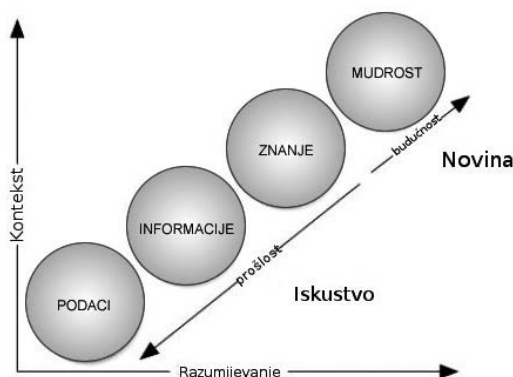 MUDROST
budućnost
ZNANJE
Novina
Kontekst
INFORMACIJE
prošlost
Iskustvo
PODACI
Razumijevanje